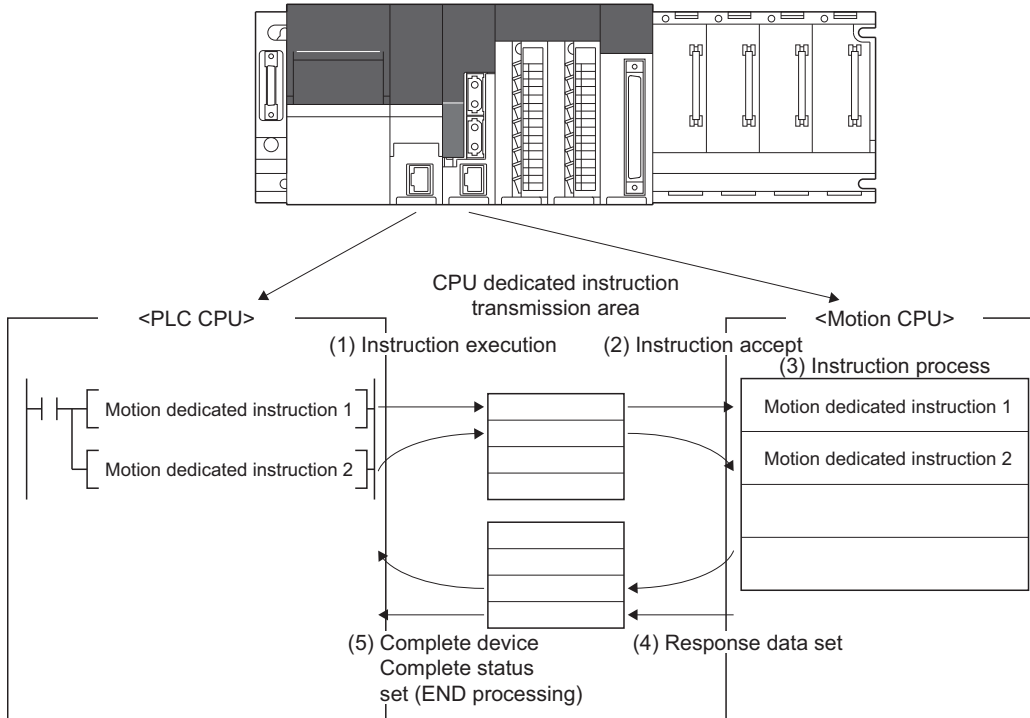 CPU dedicated instruction
transmission area
<PLC CPU>
<Motion CPU>
(1) Instruction execution
(2) Instruction accept
(3) Instruction process
Motion dedicated instruction 1
Motion dedicated instruction 1
Motion dedicated instruction 2
Motion dedicated instruction 2
(5) Complete device
Complete status
set (END processing)
(4) Response data set